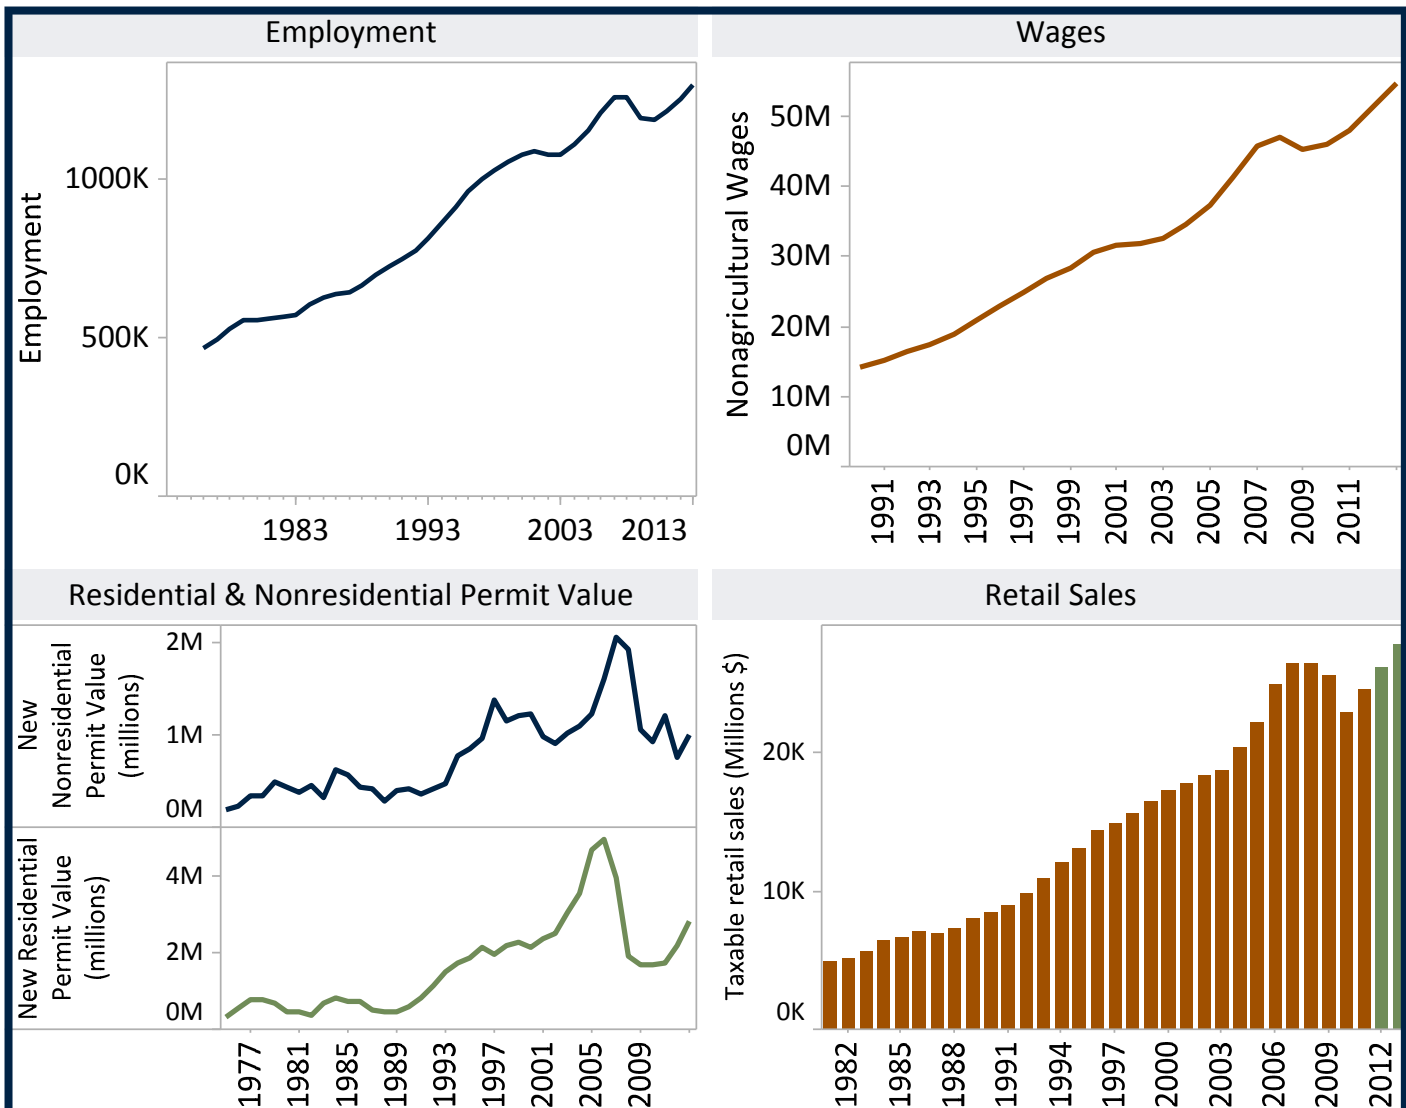 Employment
Employment
1000K
500K
0K
1983
1993
2003
2013
Wages
Nonagricultural Wages
50M
40M
30M
20M
10M
0M
1991
1993
1995
1997
1999
2001
2003
2005
2007
2009
2011
Residential & Nonresidential Permit Value
New
Nonresidential
Permit Value
(millions)
2M
1M
0M
New Residential
Permit Value
(millions)
4M
2M
0M
1977
1981
1985
1989
1993
1997
2001
2005
2009
Retail Sales
Taxable retail sales (Millions $)
20K
10K
0K
1982
1985
1988
1991
1994
1997
2000
2003
2006
2009
2012